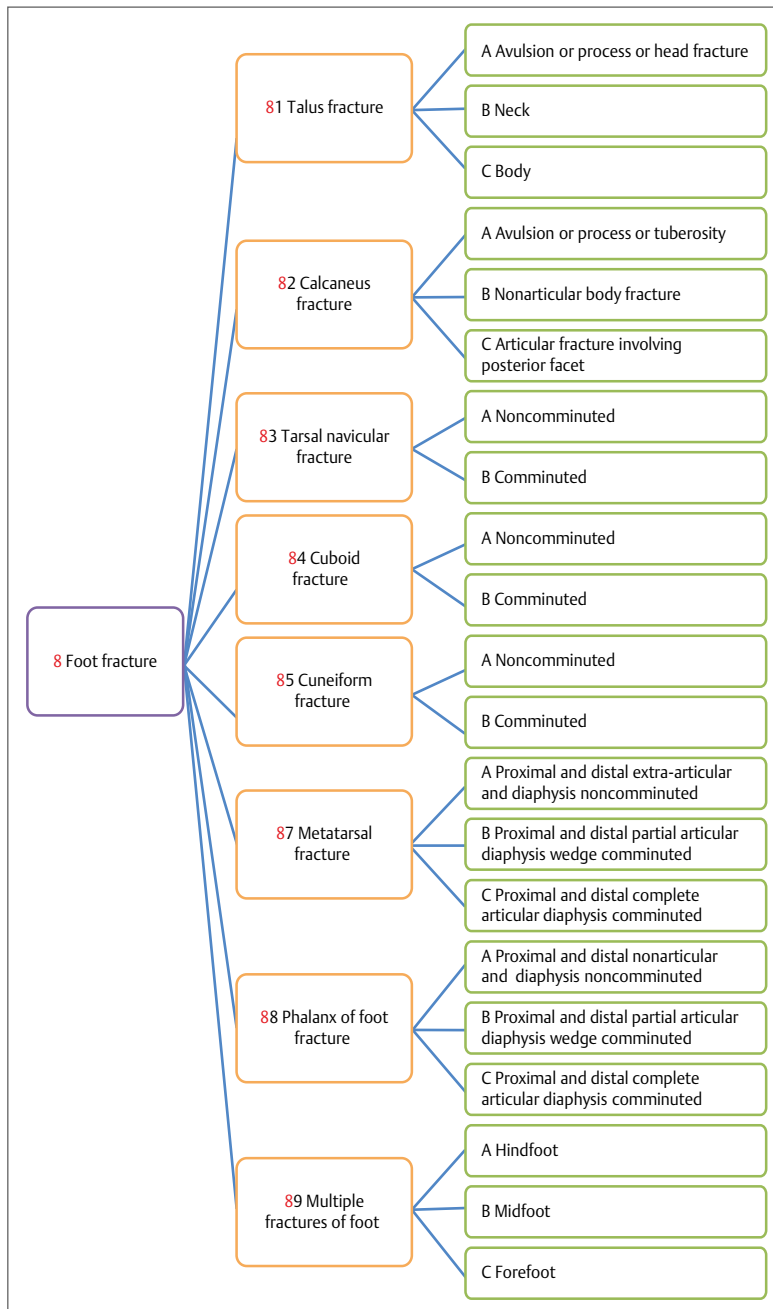 8 Foot fracture
81 Talus fracture
A Avulsion or process or head fracture
B Neck
C Body
82 Calcaneus
fracture
A Avulsion or process or tuberosity
B Nonarticular body fracture
C Articular fracture involving
posterior facet
83 Tarsal navicular
fracture
A Noncomminuted
B Comminuted
84 Cuboid
fracture
A Noncomminuted
B Comminuted
85 Cuneiform
fracture
A Noncomminuted
B Comminuted
87 Metatarsal
fracture
A Proximal and distal extra-articular
and diaphysis noncomminuted
B Proximal and distal partial articular
diaphysis wedge comminuted
C Proximal and distal complete
articular diaphysis comminuted
88 Phalanx of foot
fracture
A Proximal and distal nonarticular
and diaphysis noncomminuted
B Proximal and distal partial articular
diaphysis wedge comminuted
C Proximal and distal complete
articular diaphysis comminuted
89 Multiple
fractures of foot
A Hindfoot
B Midfoot
C Forefoot